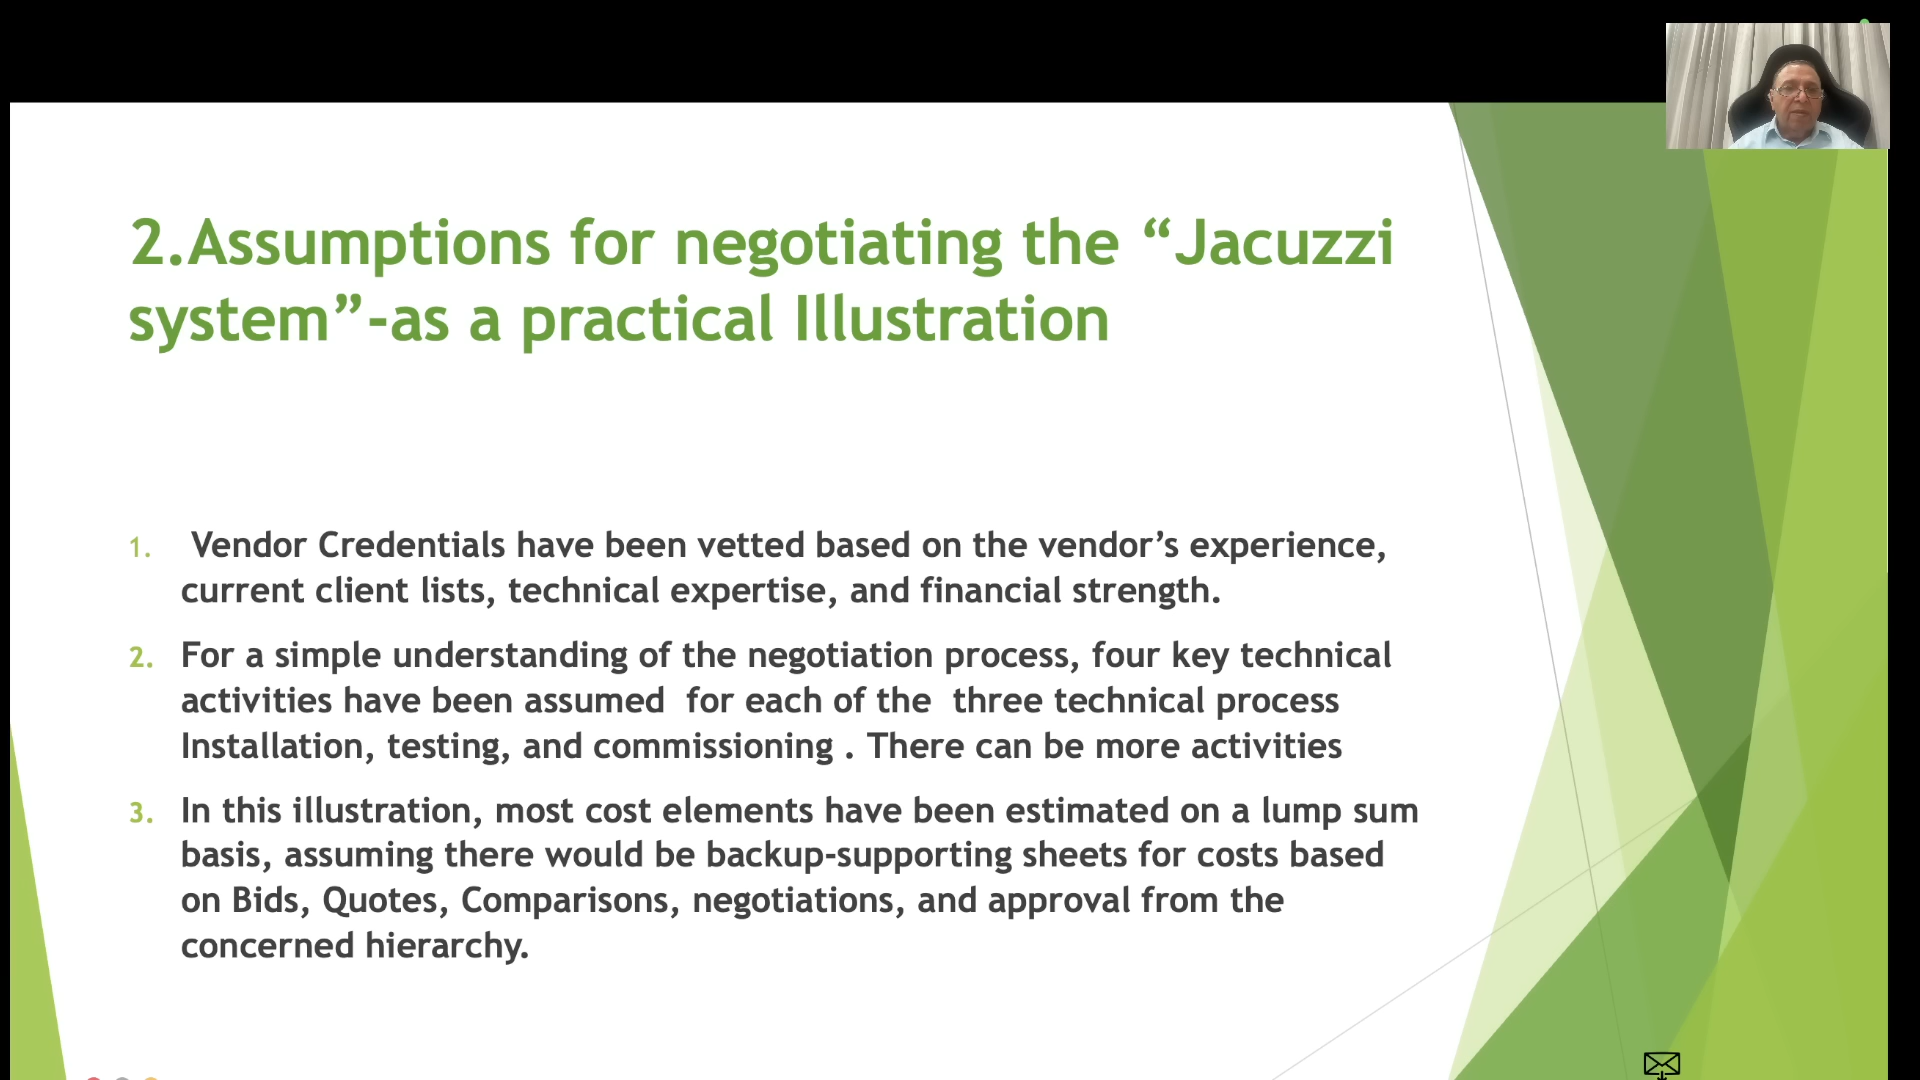 2.Assumptions for negotiating the “Jacuzzi
system”-as a practical Illustration
1. Vendor Credentials have been vetted based on the vendor’s experience,
current client lists, technical expertise, and financial strength.
2. For a simple understanding of the negotiation process, four key technical
activities have been assumed for each of the three technical process
Installation, testing, and commissioning . There can be more activities
3. In this illustration, most cost elements have been estimated on a lump sum
basis, assuming there would be backup-supporting sheets for costs based
on Bids, Quotes, Comparisons, negotiations, and approval from the
concerned hierarchy.